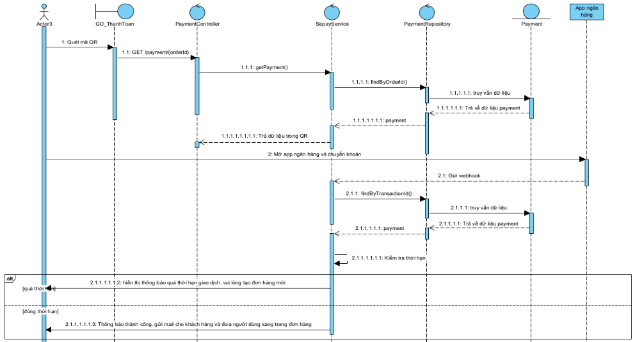 App ngân
hàng
Actor3
GD_ThanhToan
PaymentController
SepayService
PaymentRepository
Payment
1: Quét mã QR
1.1: GET /payment/{orderId}
1.1.1: getPayment()
1.1.1.1: findByOrderId()
1.1.1.1.1: truy vấn dữ liệu
1.1.1.1.1.1: Trả về dữ liệu payment
1.1.1.1.1.1.1: payment
1.1.1.1.1.1.1.1: Trả dữ liệu trong QR
2: Mở app ngân hàng và chuyển khoản
2.1: Gửi webhook
2.1.1: findByTransactionId()
2.1.1.1: truy vấn dữ liệu
2.1.1.1.1: Trả về dữ liệu payment
2.1.1.1.1.1: payment
2.1.1.1.1.1.1: Kiểm tra thời hạn
alt
[quá thời hạn]
2.1.1.1.1.1.2: hiển thị thông báo quá thời hạn giao dịch, vui lòng tạo đơn hàng mới
[đúng thời hạn]
2.1.1.1.1.1.3: Thông báo thành công, gửi mail cho khách hàng và đưa người dùng sang trang đơn hàng